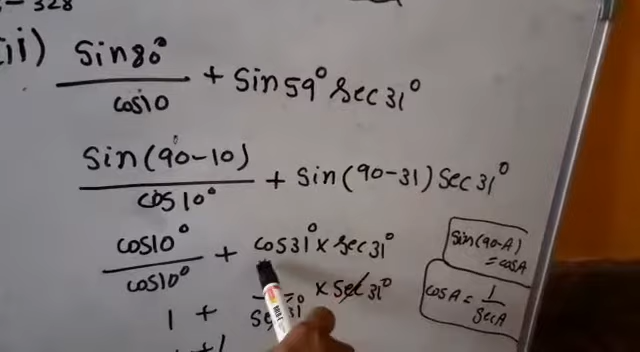 - 328
ii) sin80° / cos10 + sin59° sec31°
sin(90-10) / cos10° + sin(90-31) sec31°
cos10° / cos10° + cos31° x sec31°
sin(90-A) = cosA
1 + x sec31°
cosA = 1 / secA